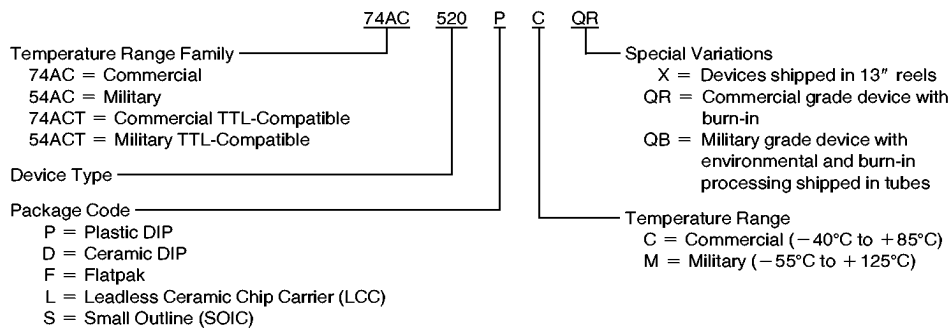 74AC 520 P C QR
Temperature Range Family
74AC = Commercial
54AC = Military
74ACT = Commercial TTL-Compatible
54ACT = Military TTL-Compatible
Device Type
Package Code
P = Plastic DIP
D = Ceramic DIP
F = Flatpak
L = Leadless Ceramic Chip Carrier (LCC)
S = Small Outline (SOIC)
Special Variations
X = Devices shipped in 13″ reels
QR = Commercial grade device with
burn-in
QB = Military grade device with
environmental and burn-in
processing shipped in tubes
Temperature Range
C = Commercial (−40°C to +85°C)
M = Military (−55°C to +125°C)